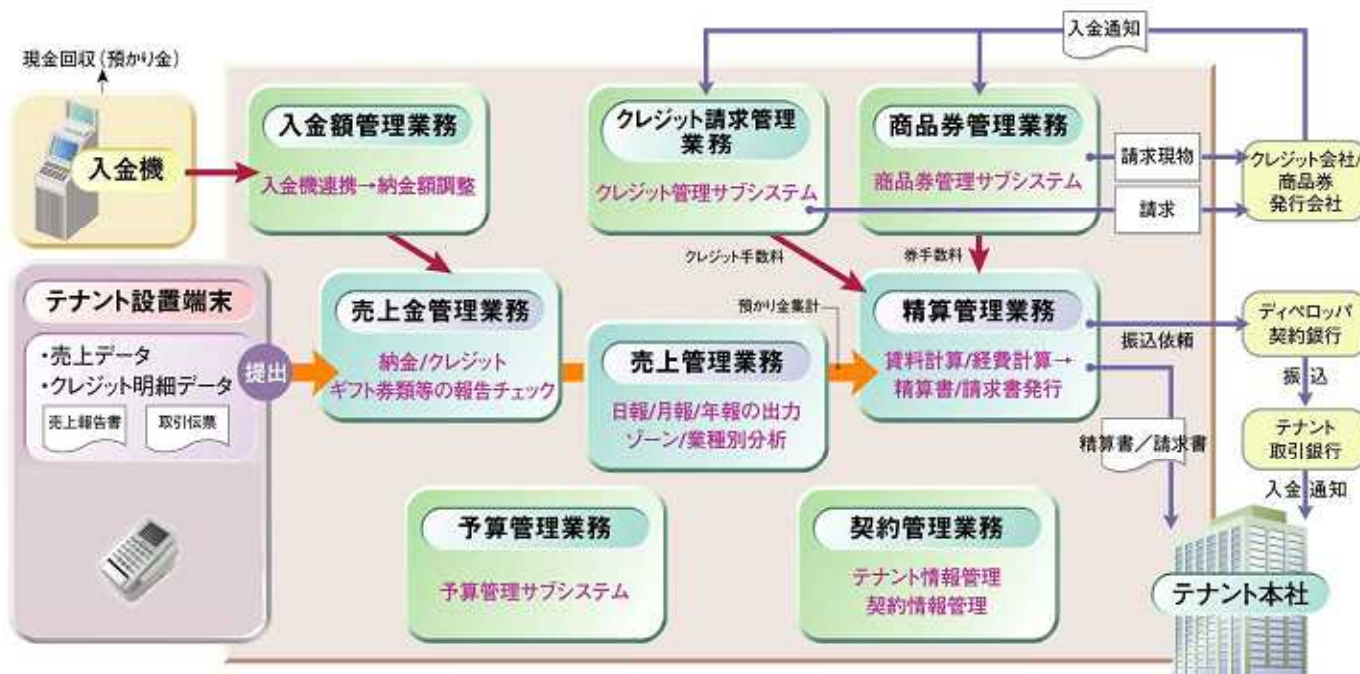 現金回収(預かり金)
入金機
入金額管理業務
入金機連携→納金額調整
クレジット請求管理
業務
クレジット管理サブシステム
商品券管理業務
商品券管理サブシステム
入金通知
請求現物
請求
クレジット会社/
商品券
発行会社
クレジット手数料
券手数料
テナント設置端末
・売上データ
・クレジット明細データ
売上報告書
取引伝票
提出
売上金管理業務
納金/クレジット
ギフト券類等の報告チェック
売上管理業務
日報/月報/年報の出力
ゾーン/業種別分析
預かり金集計
精算管理業務
賃料計算/経費計算→
精算書/請求書発行
振込依頼
ディベロッパ
契約銀行
振込
テナント
取引銀行
入金通知
精算書/請求書
予算管理業務
予算管理サブシステム
契約管理業務
テナント情報管理
契約情報管理
テナント本社